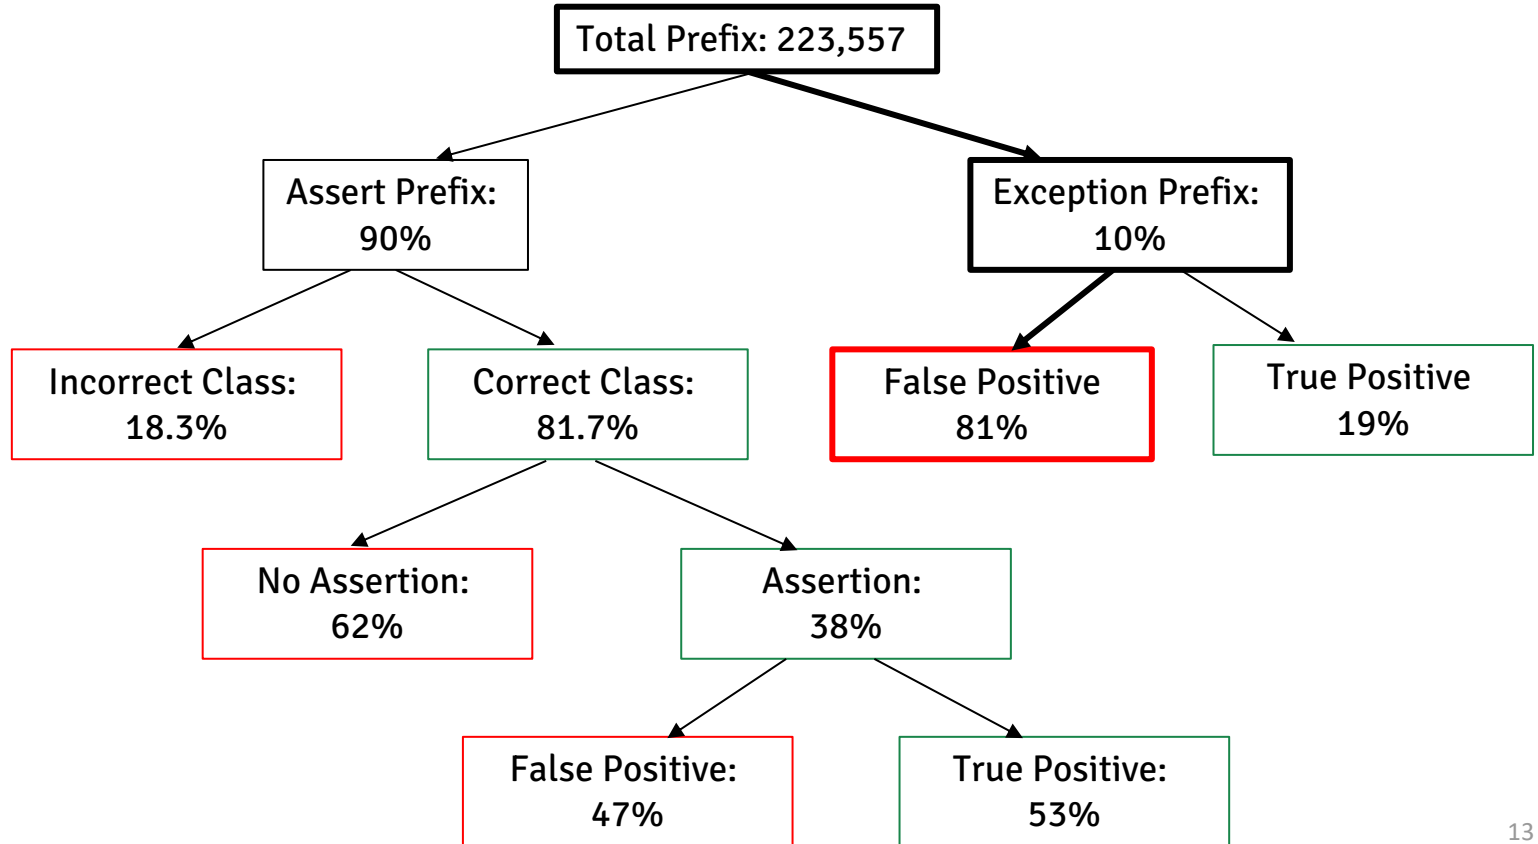 Total Prefix: 223,557
Assert Prefix:
90%
Exception Prefix:
10%
Incorrect Class:
18.3%
Correct Class:
81.7%
False Positive
81%
True Positive
19%
No Assertion:
62%
Assertion:
38%
False Positive:
47%
True Positive:
53%
13